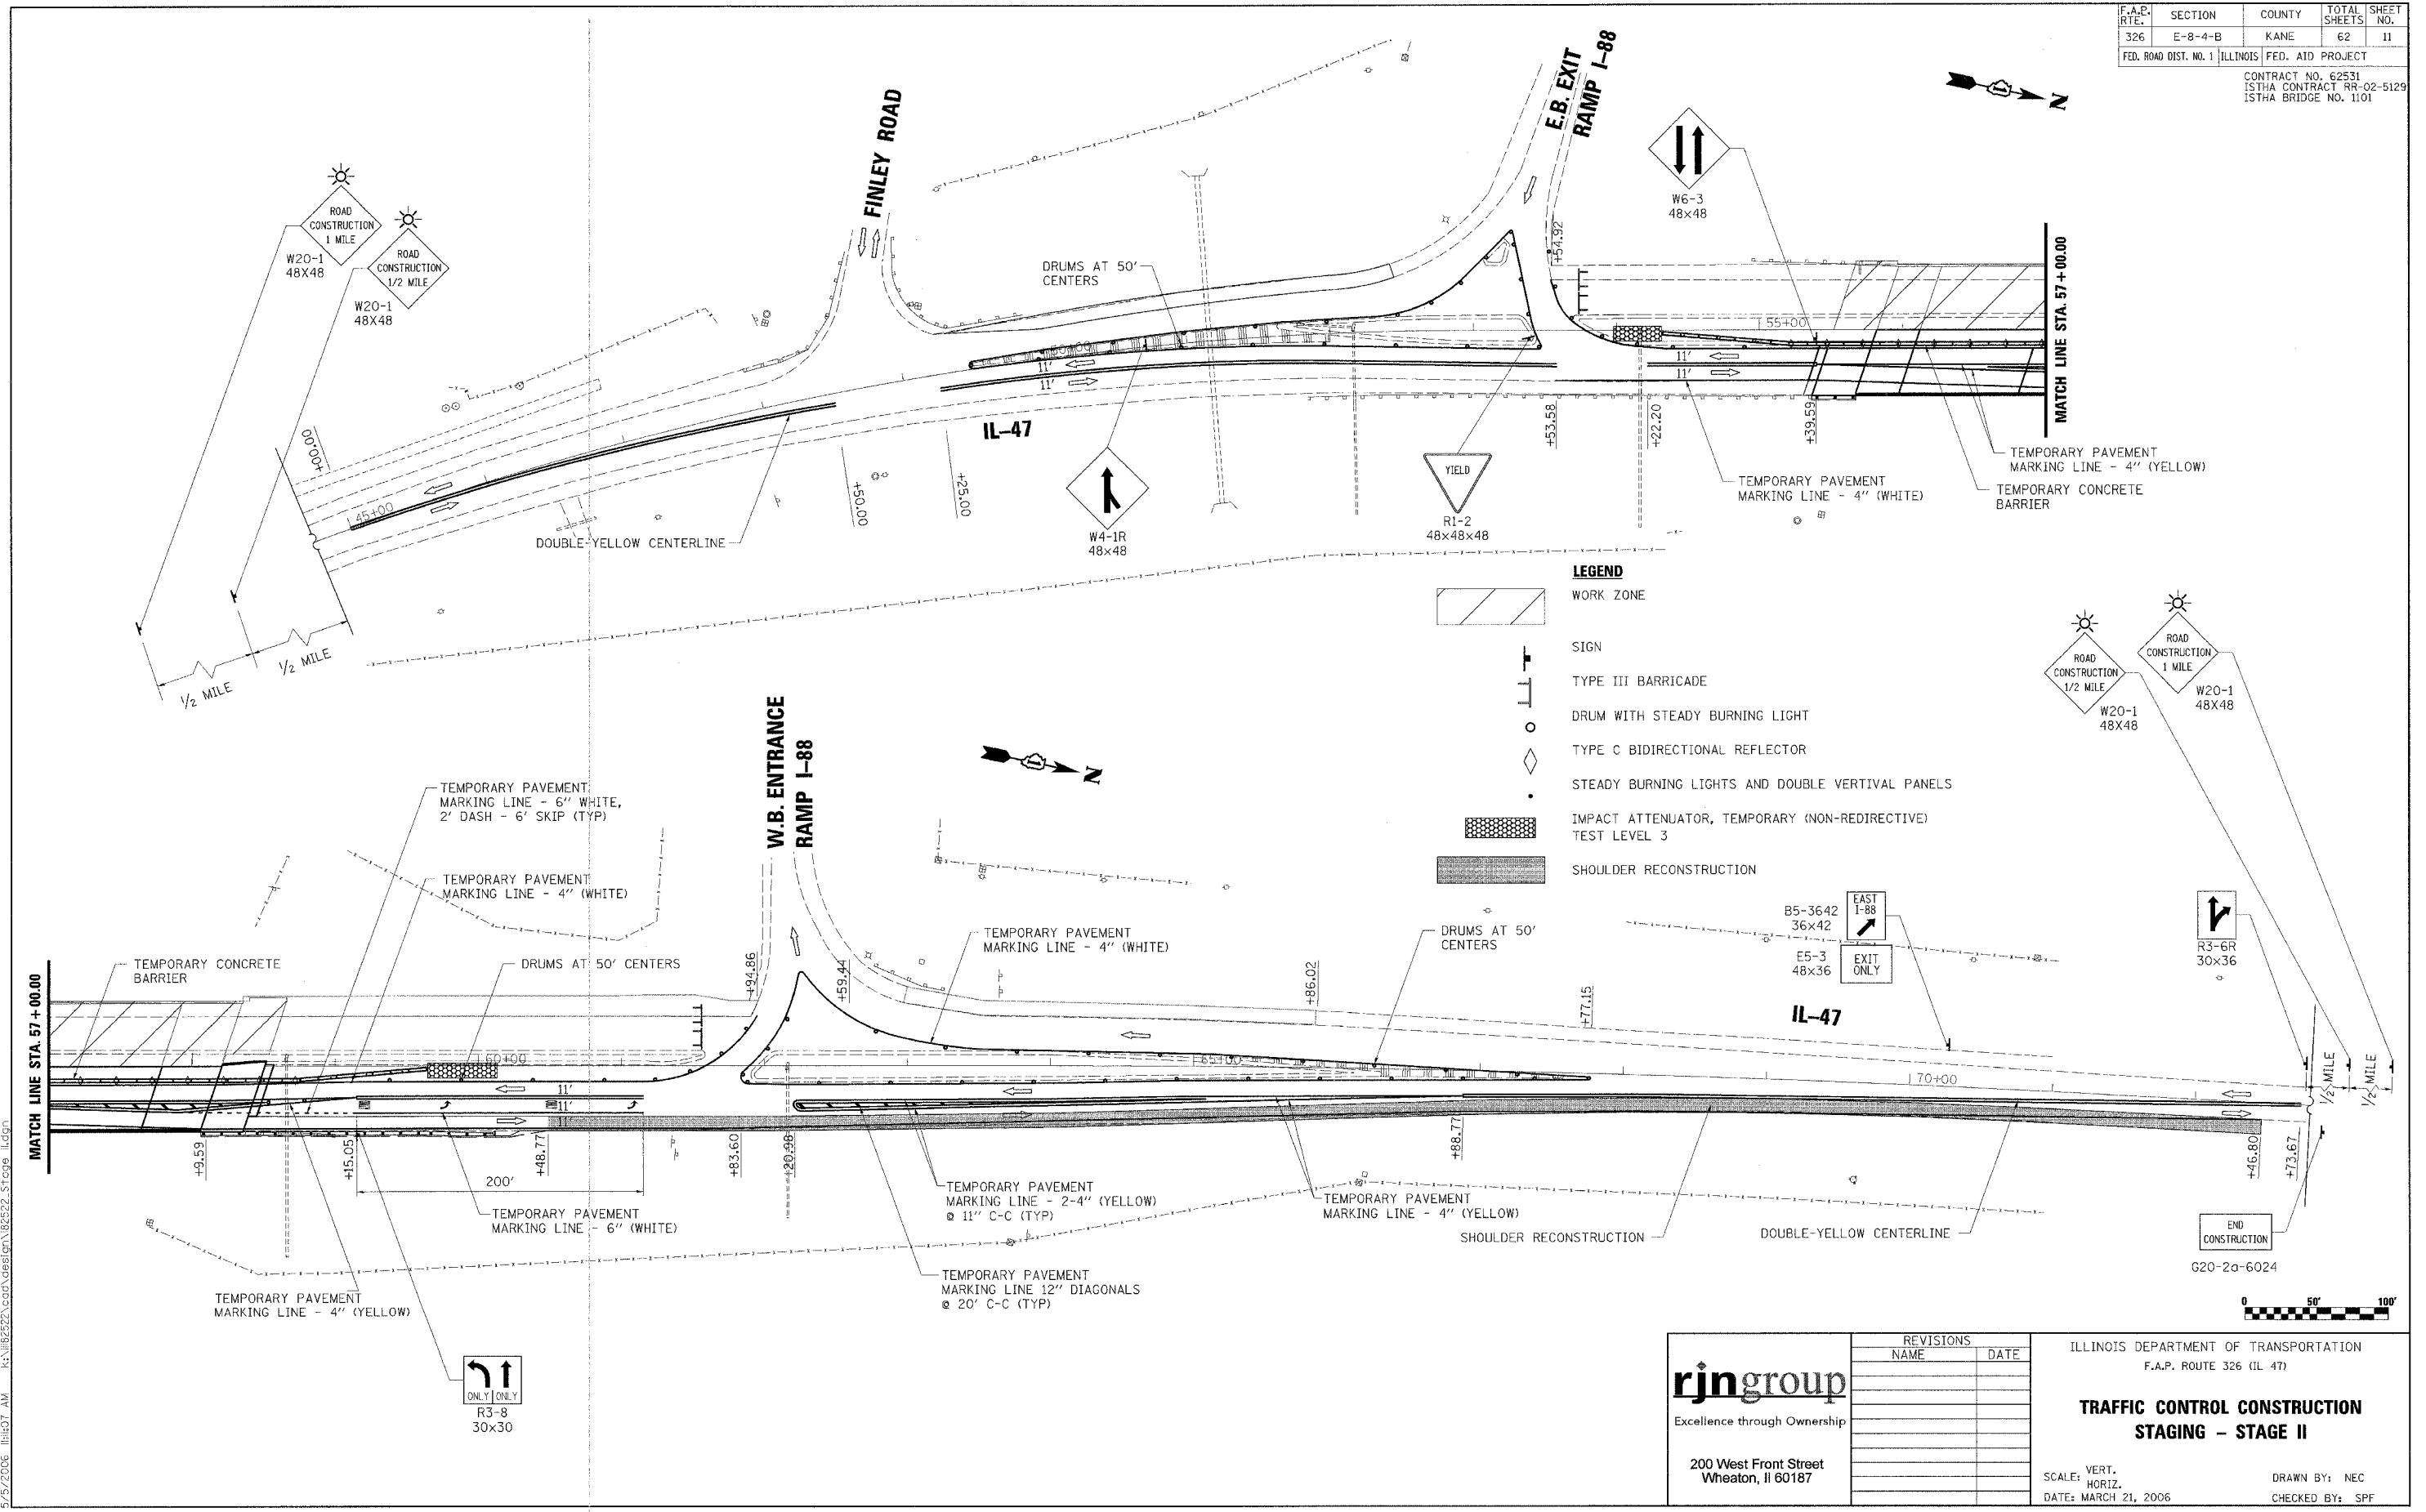 F.A.P. RTE. SECTION COUNTY TOTAL SHEETS SHEET NO.
326 E-8-4-B KANE 62 11
FED. ROAD DIST. NO. 1 ILLINOIS FED. AID PROJECT
CONTRACT NO. 62531
ISTHA CONTRACT RR-02-5129
ISTHA BRIDGE NO. 1101
N
ROAD
CONSTRUCTION
1 MILE
W20-1
48X48
ROAD
CONSTRUCTION
1/2 MILE
W20-1
48X48
FINLEY ROAD
E.B. EXIT
RAMP I-88
W6-3
48x48
DRUMS AT 50'
CENTERS
+54.92
55+00
MATCH LINE STA. 57+00.00
+00.00
45+00
50+00
11'
11'
11'
11'
IL-47
+50.00
+25.00
+53.58
+22.20
+39.59
DOUBLE-YELLOW CENTERLINE
W4-1R
48x48
YIELD
R1-2
48x48x48
TEMPORARY PAVEMENT
MARKING LINE - 4" (WHITE)
TEMPORARY PAVEMENT
MARKING LINE - 4" (YELLOW)
TEMPORARY CONCRETE
BARRIER
1/2 MILE
1/2 MILE
LEGEND
WORK ZONE
SIGN
TYPE III BARRICADE
DRUM WITH STEADY BURNING LIGHT
TYPE C BIDIRECTIONAL REFLECTOR
STEADY BURNING LIGHTS AND DOUBLE VERTIVAL PANELS
IMPACT ATTENUATOR, TEMPORARY (NON-REDIRECTIVE)
TEST LEVEL 3
SHOULDER RECONSTRUCTION
ROAD
CONSTRUCTION
1/2 MILE
W20-1
48X48
ROAD
CONSTRUCTION
1 MILE
W20-1
48X48
TEMPORARY PAVEMENT
MARKING LINE - 6" WHITE,
2' DASH - 6' SKIP (TYP)
TEMPORARY PAVEMENT
MARKING LINE - 4" (WHITE)
W.B. ENTRANCE
RAMP I-88
N
TEMPORARY PAVEMENT
MARKING LINE - 4" (WHITE)
DRUMS AT 50'
CENTERS
B5-3642
36x42
EAST
I-88
E5-3
48x36
EXIT
ONLY
R3-6R
30x36
TEMPORARY CONCRETE
BARRIER
DRUMS AT 50' CENTERS
+94.86
+59.44
+86.02
+77.15
IL-47
MATCH LINE STA. 57+00.00
60+00
65+00
70+00
11'
11'
11'
1/2 MILE
1/2 MILE
+9.59
+15.05
+48.77
+83.60
+20.98
+88.77
+46.80
+73.67
200'
TEMPORARY PAVEMENT
MARKING LINE - 6" (WHITE)
TEMPORARY PAVEMENT
MARKING LINE - 2-4" (YELLOW)
@ 11" C-C (TYP)
TEMPORARY PAVEMENT
MARKING LINE - 4" (YELLOW)
SHOULDER RECONSTRUCTION
DOUBLE-YELLOW CENTERLINE
END
CONSTRUCTION
G20-2a-6024
TEMPORARY PAVEMENT
MARKING LINE - 4" (YELLOW)
TEMPORARY PAVEMENT
MARKING LINE 12" DIAGONALS
@ 20' C-C (TYP)
ONLY ONLY
R3-8
30x30
0 50' 100'
rjngroup
Excellence through Ownership
200 West Front Street
Wheaton, Il 60187
REVISIONS
NAME DATE
ILLINOIS DEPARTMENT OF TRANSPORTATION
F.A.P. ROUTE 326 (IL 47)
TRAFFIC CONTROL CONSTRUCTION
STAGING - STAGE II
SCALE: VERT.
HORIZ.
DATE: MARCH 21, 2006
DRAWN BY: NEC
CHECKED BY: SPF
5/5/2006 11:11:07 AM